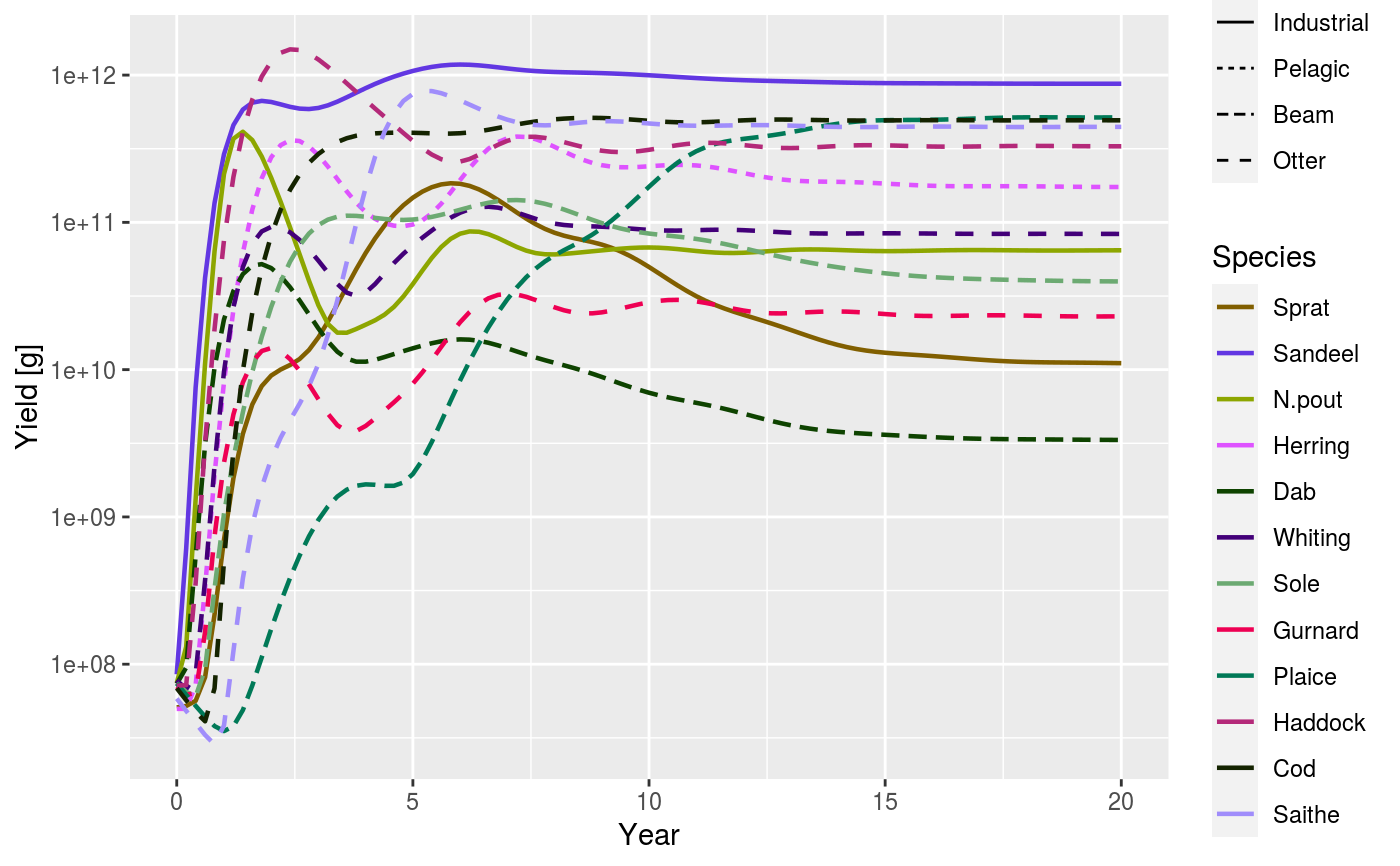 Industrial
Pelagic
Beam
Otter
Species
Sprat
Sandeel
N.pout
Herring
Dab
Whiting
Sole
Gurnard
Plaice
Haddock
Cod
Saithe
1e+12
1e+11
1e+10
1e+09
1e+08
Yield [g]
0 5 10 15 20
Year